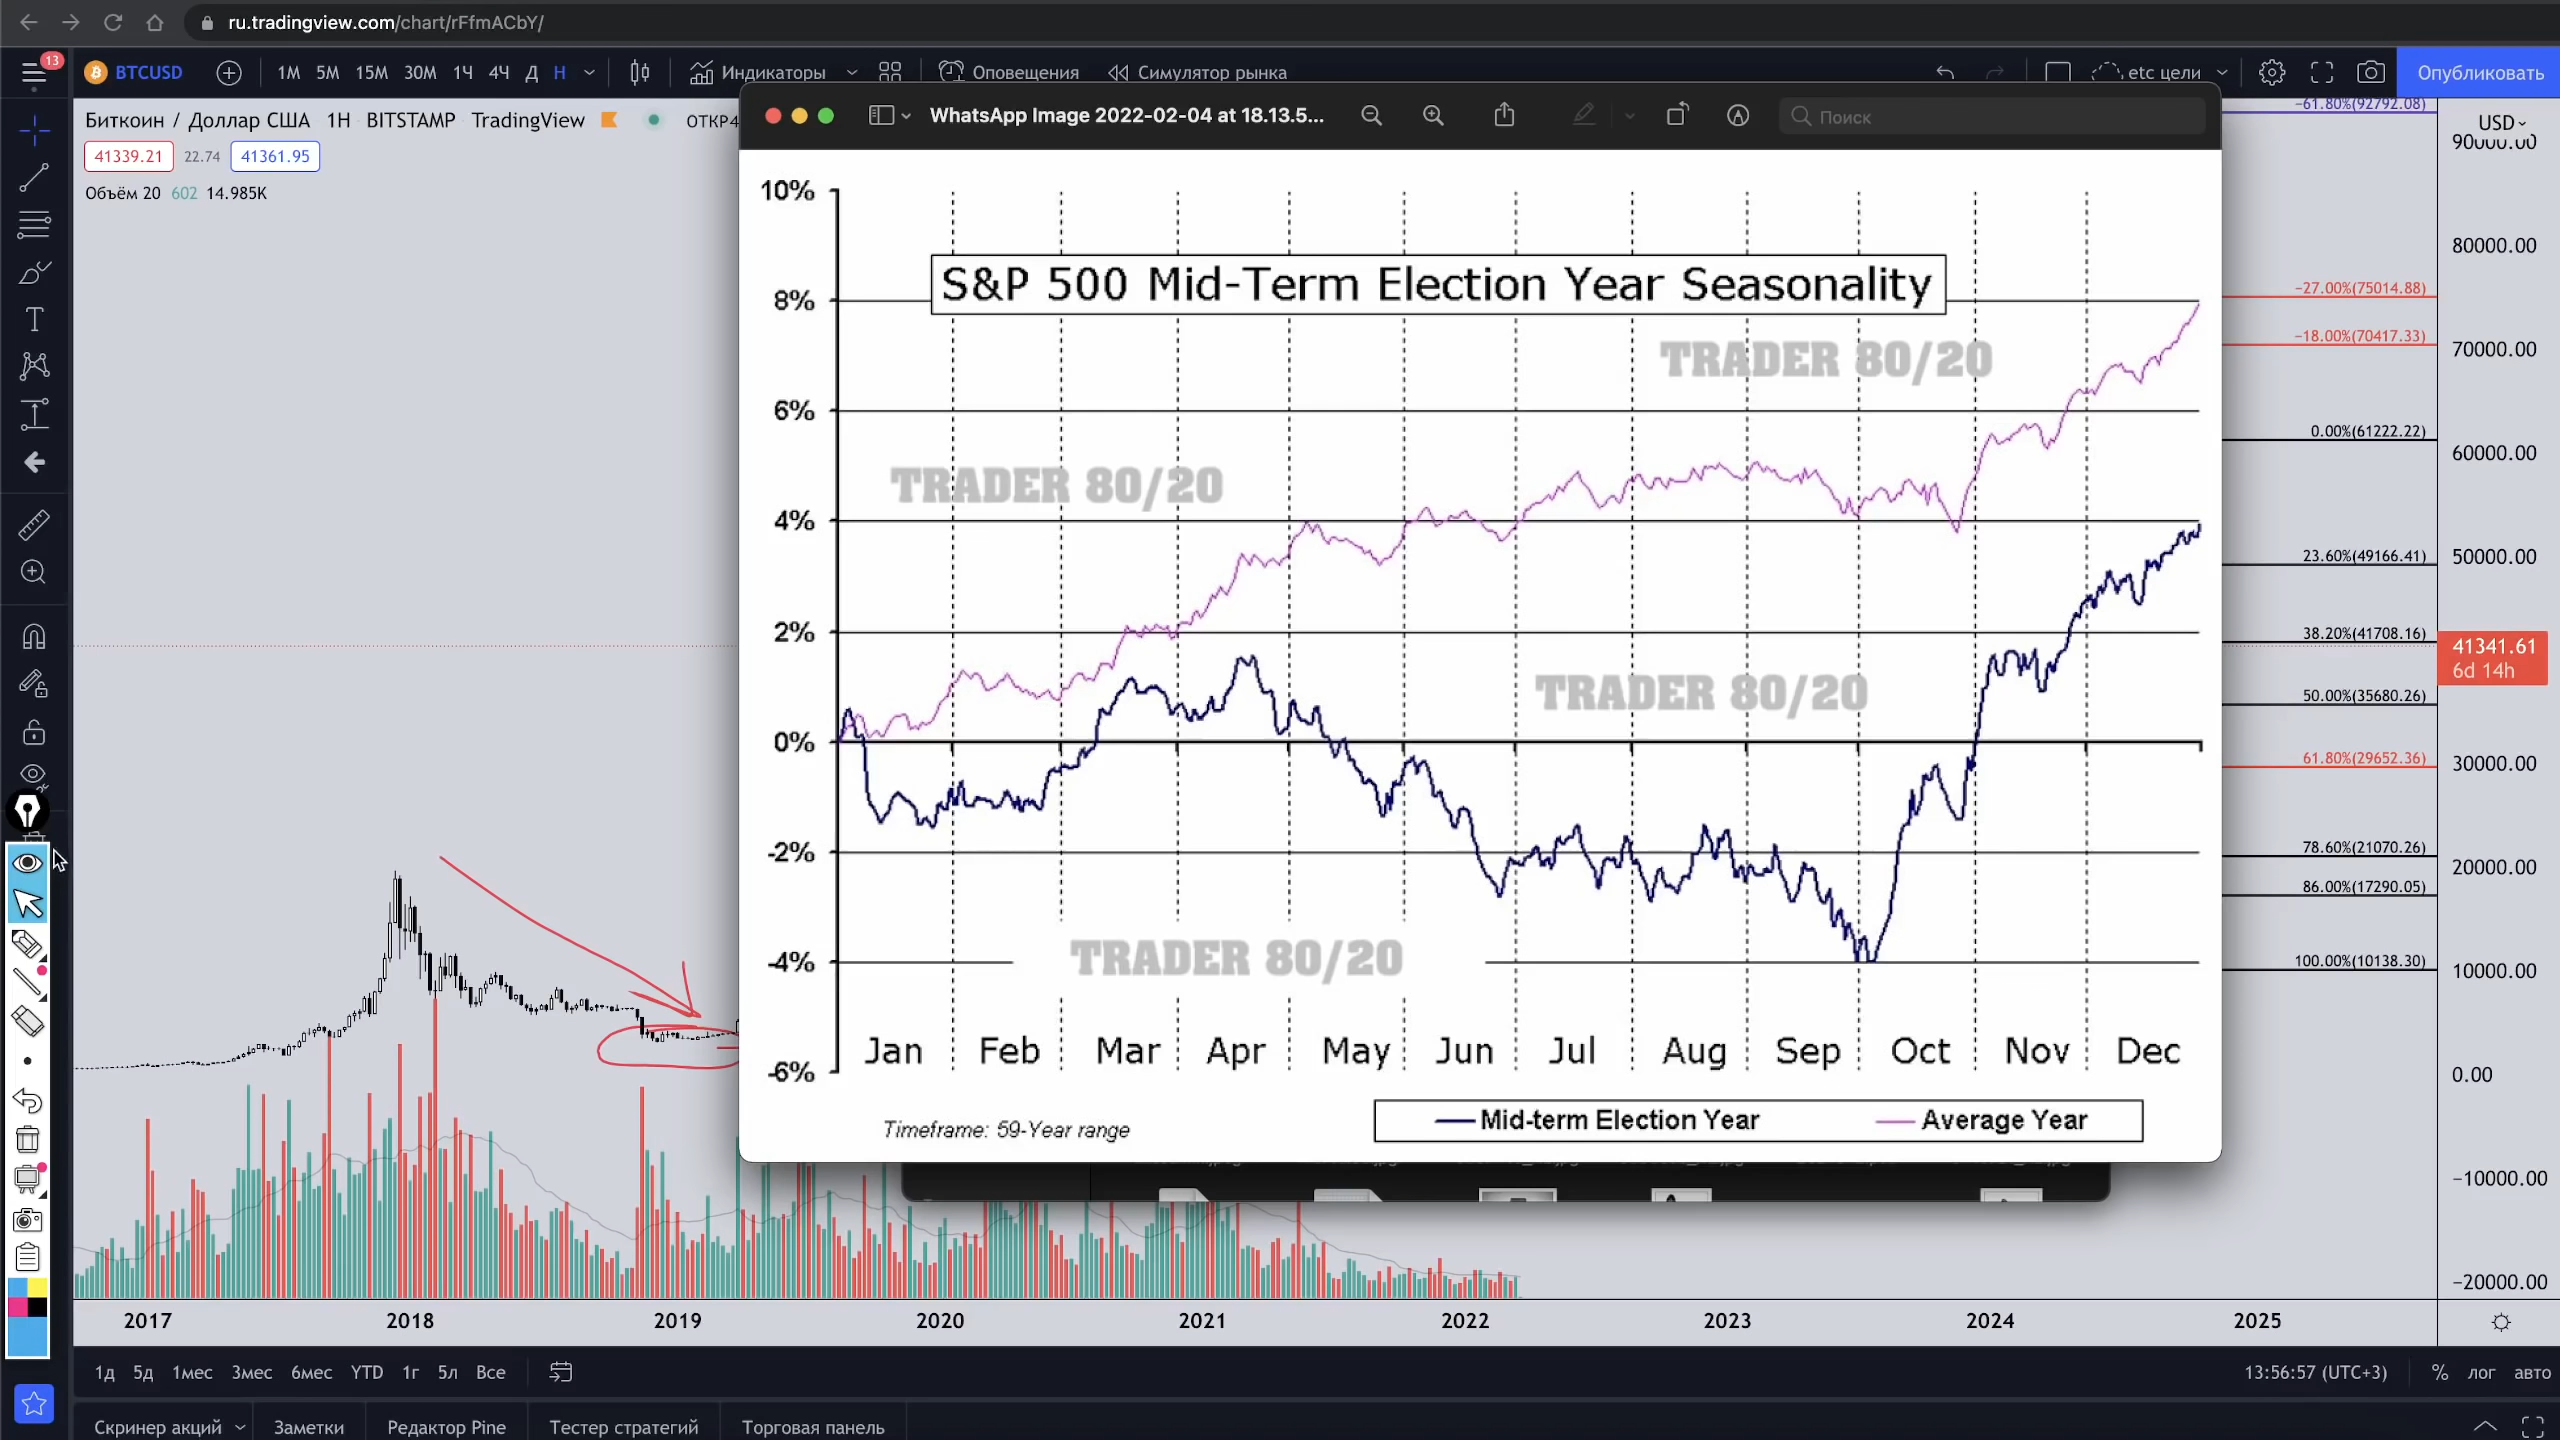 ru.tradingview.com/chart/rFfmACbY/
13
BTCUSD
1М 5М 15М 30М 1Ч 4Ч Д Н
Индикаторы
Оповещения
Симулятор рынка
etc цели
Опубликовать
Биткоин / Доллар США 1Н BITSTAMP TradingView
ОТКР4
41339.21 22.74 41361.95
Объём 20 602 14.985K
WhatsApp Image 2022-02-04 at 18.13.5...
Поиск
S&P 500 Mid-Term Election Year Seasonality
TRADER 80/20
TRADER 80/20
TRADER 80/20
TRADER 80/20
10%
8%
6%
4%
2%
0%
-2%
-4%
-6%
Jan Feb Mar Apr May Jun Jul Aug Sep Oct Nov Dec
Timeframe: 59-Year range
Mid-term Election Year
Average Year
-61.80%(92792.08)
-27.00%(75014.88)
-18.00%(70417.33)
0.00%(61222.22)
23.60%(49166.41)
38.20%(41708.16)
50.00%(35680.26)
61.80%(29652.36)
78.60%(21070.26)
86.00%(17290.05)
100.00%(10138.30)
USD
90000.00
80000.00
70000.00
60000.00
50000.00
41341.61
6d 14h
30000.00
20000.00
10000.00
0.00
-10000.00
-20000.00
2017 2018 2019 2020 2021 2022 2023 2024 2025
1д 5д 1мес 3мес 6мес YTD 1г 5л Все
13:56:57 (UTC+3)
% лог авто
Скринер акций
Заметки
Редактор Pine
Тестер стратегий
Торговая панель